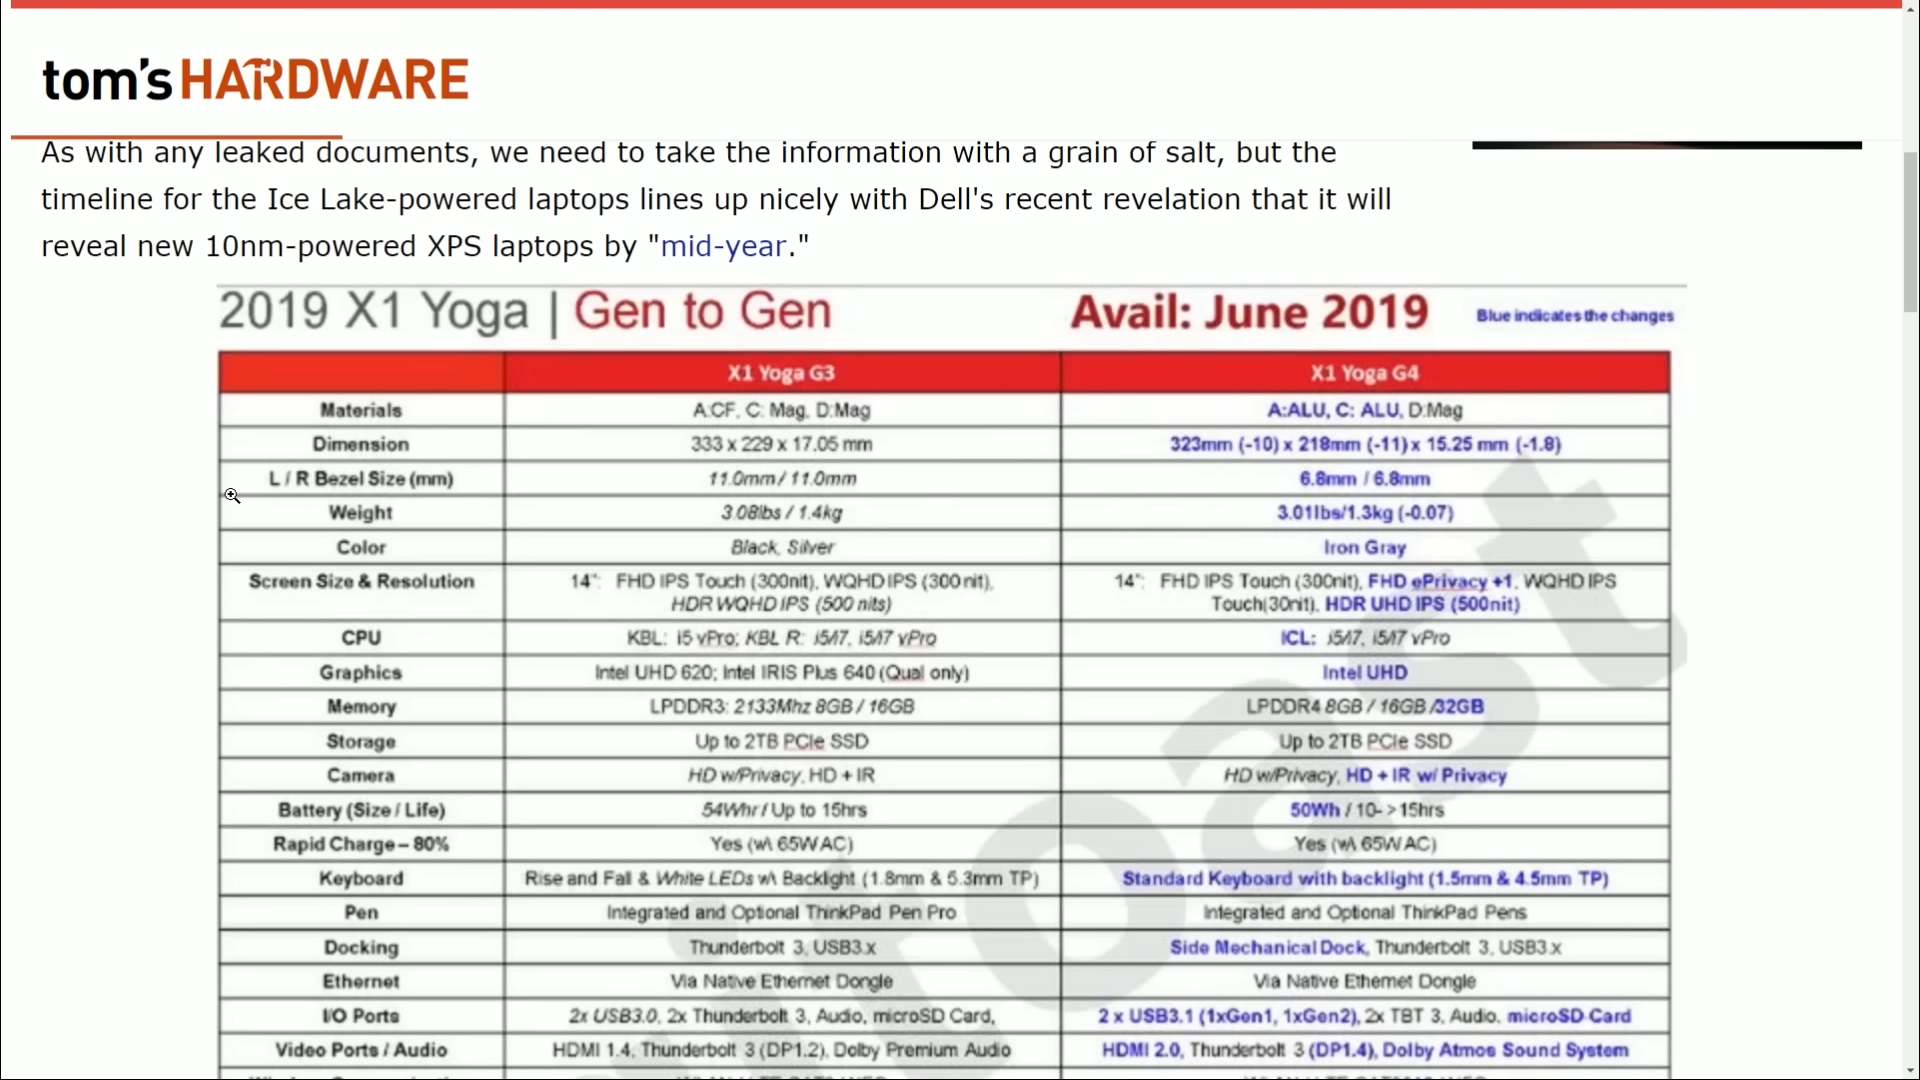 tom's HARDWARE
As with any leaked documents, we need to take the information with a grain of salt, but the
timeline for the Ice Lake-powered laptops lines up nicely with Dell's recent revelation that it will
reveal new 10nm-powered XPS laptops by "mid-year."
2019 X1 Yoga | Gen to Gen Avail: June 2019 Blue indicates the changes
X1 Yoga G3 X1 Yoga G4
Materials A:CF, C: Mag, D:Mag A:ALU, C: ALU, D:Mag
Dimension 333 x 229 x 17.05 mm 323mm (-10) x 218mm (-11) x 15.25 mm (-1.8)
L / R Bezel Size (mm) 11.0mm / 11.0mm 6.8mm / 6.8mm
Weight 3.08lbs / 1.4kg 3.01lbs/1.3kg (-0.07)
Color Black, Silver Iron Gray
Screen Size & Resolution 14": FHD IPS Touch (300nit), WQHD IPS (300 nit), 14": FHD IPS Touch (300nit), FHD ePrivacy +1, WQHD IPS
HDR WQHD IPS (500 nits) Touch(30nit), HDR UHD IPS (500nit)
CPU KBL: i5 vPro; KBL R: i5/i7, i5/i7 vPro ICL: i5/i7, i5/i7 vPro
Graphics Intel UHD 620; Intel IRIS Plus 640 (Qual only) Intel UHD
Memory LPDDR3: 2133Mhz 8GB / 16GB LPDDR4 8GB / 16GB /32GB
Storage Up to 2TB PCIe SSD Up to 2TB PCIe SSD
Camera HD w/Privacy, HD + IR HD w/Privacy, HD + IR w/ Privacy
Battery (Size / Life) 54Whr / Up to 15hrs 50Wh / 10- >15hrs
Rapid Charge – 80% Yes (w\ 65W AC) Yes (w\ 65W AC)
Keyboard Rise and Fall & White LEDs w\ Backlight (1.8mm & 5.3mm TP) Standard Keyboard with backlight (1.5mm & 4.5mm TP)
Pen Integrated and Optional ThinkPad Pen Pro Integrated and Optional ThinkPad Pens
Docking Thunderbolt 3, USB3.x Side Mechanical Dock, Thunderbolt 3, USB3.x
Ethernet Via Native Ethernet Dongle Via Native Ethernet Dongle
I/O Ports 2x USB3.0, 2x Thunderbolt 3, Audio, microSD Card, 2 x USB3.1 (1xGen1, 1xGen2), 2x TBT 3, Audio, microSD Card
Video Ports / Audio HDMI 1.4, Thunderbolt 3 (DP1.2), Dolby Premium Audio HDMI 2.0, Thunderbolt 3 (DP1.4), Dolby Atmos Sound System